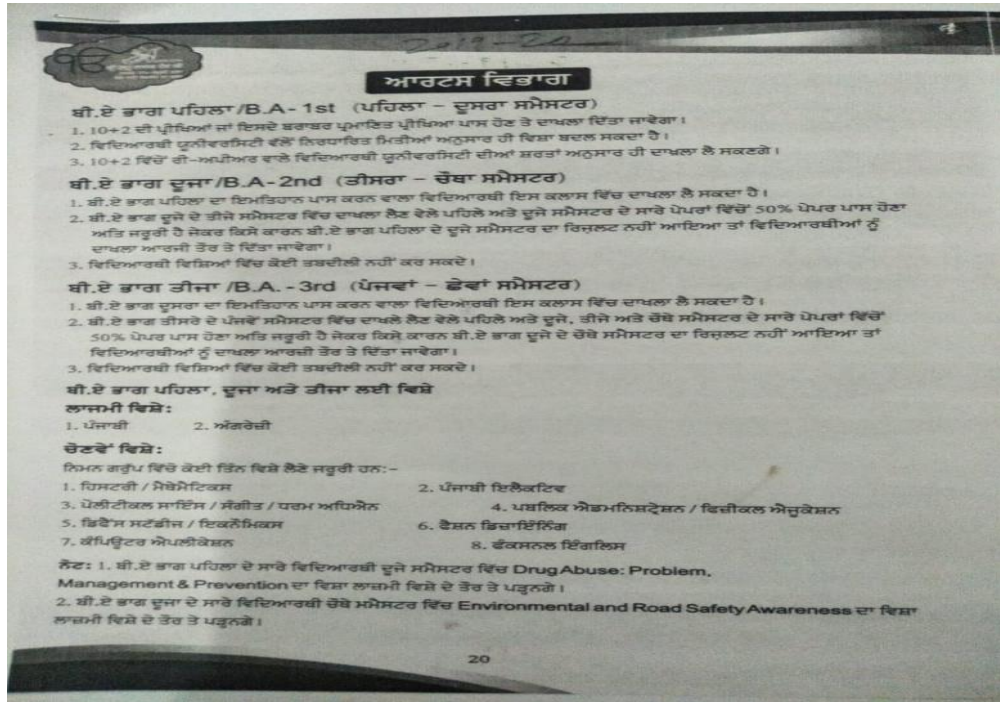 2019-20
ੴ
ਆਰਟਸ ਵਿਭਾਗ
ਬੀ.ਏ ਭਾਗ ਪਹਿਲਾ/B.A- 1st (ਪਹਿਲਾ – ਦੂਸਰਾ ਸਮੈਸਟਰ)
1. 10+2 ਦੀ ਪ੍ਰੀਖਿਆਂ ਜਾਂ ਇਸਦੇ ਬਰਾਬਰ ਪ੍ਰਮਾਣਿਤ ਪ੍ਰੀਖਿਆ ਪਾਸ ਹੋਣ ਤੇ ਦਾਖਲਾ ਦਿੱਤਾ ਜਾਵੇਗਾ।
2. ਵਿਦਿਆਰਥੀ ਯੂਨੀਵਰਸਿਟੀ ਵੱਲੋਂ ਨਿਰਧਾਰਿਤ ਮਿਤੀਆਂ ਅਨੁਸਾਰ ਹੀ ਵਿਸ਼ਾ ਬਦਲ ਸਕਦਾ ਹੈ।
3. 10+2 ਵਿੱਚੋਂ ਰੀ-ਅਪੀਅਰ ਵਾਲੇ ਵਿਦਿਆਰਥੀ ਯੂਨੀਵਰਸਿਟੀ ਦੀਆਂ ਸ਼ਰਤਾਂ ਅਨੁਸਾਰ ਹੀ ਦਾਖਲਾ ਲੈ ਸਕਣਗੇ।
ਬੀ.ਏ ਭਾਗ ਦੂਜਾ/B.A-2nd (ਤੀਸਰਾ – ਚੌਥਾ ਸਮੈਸਟਰ)
1. ਬੀ.ਏ ਭਾਗ ਪਹਿਲਾ ਦਾ ਇਮਤਿਹਾਨ ਪਾਸ ਕਰਨ ਵਾਲਾ ਵਿਦਿਆਰਥੀ ਇਸ ਕਲਾਸ ਵਿੱਚ ਦਾਖਲਾ ਲੈ ਸਕਦਾ ਹੈ।
2. ਬੀ.ਏ ਭਾਗ ਦੂਜੇ ਦੇ ਤੀਜੇ ਸਮੈਸਟਰ ਵਿੱਚ ਦਾਖਲਾ ਲੈਣ ਵੇਲੇ ਪਹਿਲੇ ਅਤੇ ਦੂਜੇ ਸਮੈਸਟਰ ਦੇ ਸਾਰੇ ਪੇਪਰਾਂ ਵਿੱਚੋਂ 50% ਪੇਪਰ ਪਾਸ ਹੋਣਾ
ਅਤਿ ਜਰੂਰੀ ਹੈ ਜੇਕਰ ਕਿਸੇ ਕਾਰਨ ਬੀ.ਏ ਭਾਗ ਪਹਿਲਾ ਦੇ ਦੂਜੇ ਸਮੈਸਟਰ ਦਾ ਰਿਜ਼ਲਟ ਨਹੀਂ ਆਇਆ ਤਾਂ ਵਿਦਿਆਰਥੀਆਂ ਨੂੰ
ਦਾਖਲਾ ਆਰਜੀ ਤੌਰ ਤੇ ਦਿੱਤਾ ਜਾਵੇਗਾ।
3. ਵਿਦਿਆਰਥੀ ਵਿਸ਼ਿਆਂ ਵਿੱਚ ਕੋਈ ਤਬਦੀਲੀ ਨਹੀਂ ਕਰ ਸਕਦੇ।
ਬੀ.ਏ ਭਾਗ ਤੀਜਾ /B.A. - 3rd (ਪੰਜਵਾਂ – ਛੇਵਾਂ ਸਮੈਸਟਰ)
1. ਬੀ.ਏ ਭਾਗ ਦੂਸਰਾ ਦਾ ਇਮਤਿਹਾਨ ਪਾਸ ਕਰਨ ਵਾਲਾ ਵਿਦਿਆਰਥੀ ਇਸ ਕਲਾਸ ਵਿੱਚ ਦਾਖਲਾ ਲੈ ਸਕਦਾ ਹੈ।
2. ਬੀ.ਏ ਭਾਗ ਤੀਸਰੇ ਦੇ ਪੰਜਵੇਂ ਸਮੈਸਟਰ ਵਿੱਚ ਦਾਖਲੇ ਲੈਣ ਵੇਲੇ ਪਹਿਲੇ ਅਤੇ ਦੂਜੇ, ਤੀਜੇ ਅਤੇ ਚੌਥੇ ਸਮੈਸਟਰ ਦੇ ਸਾਰੇ ਪੇਪਰਾਂ ਵਿੱਚੋਂ
50% ਪੇਪਰ ਪਾਸ ਹੋਣਾ ਅਤਿ ਜਰੂਰੀ ਹੈ ਜੇਕਰ ਕਿਸੇ ਕਾਰਨ ਬੀ.ਏ ਭਾਗ ਦੂਜੇ ਦੇ ਚੌਥੇ ਸਮੈਸਟਰ ਦਾ ਰਿਜ਼ਲਟ ਨਹੀਂ ਆਇਆ ਤਾਂ
ਵਿਦਿਆਰਥੀਆਂ ਨੂੰ ਦਾਖਲਾ ਆਰਜ਼ੀ ਤੌਰ ਤੇ ਦਿੱਤਾ ਜਾਵੇਗਾ।
3. ਵਿਦਿਆਰਥੀ ਵਿਸ਼ਿਆਂ ਵਿੱਚ ਕੋਈ ਤਬਦੀਲੀ ਨਹੀਂ ਕਰ ਸਕਦੇ।
ਬੀ.ਏ ਭਾਗ ਪਹਿਲਾ, ਦੂਜਾ ਅਤੇ ਤੀਜਾ ਲਈ ਵਿਸ਼ੇ
ਲਾਜਮੀ ਵਿਸ਼ੇ:
1. ਪੰਜਾਬੀ 2. ਅੰਗਰੇਜ਼ੀ
ਚੋਣਵੇਂ ਵਿਸ਼ੇ:
ਨਿਮਨ ਗਰੁੱਪ ਵਿੱਚੋ ਕੋਈ ਤਿੰਨ ਵਿਸ਼ੇ ਲੈਣੇ ਜਰੂਰੀ ਹਨ:-
1. ਹਿਸਟਰੀ / ਮੈਥੇਮੈਟਿਕਸ 2. ਪੰਜਾਬੀ ਇਲੈਕਟਿਵ
3. ਪੋਲੀਟੀਕਲ ਸਾਇੰਸ / ਸੰਗੀਤ / ਧਰਮ ਅਧਿਐਨ 4. ਪਬਲਿਕ ਐਡਮਨਿਸਟ੍ਰੇਸ਼ਨ / ਫਿਜ਼ੀਕਲ ਐਜੂਕੇਸ਼ਨ
5. ਡਿਫੈਂਸ ਸਟੱਡੀਜ / ਇਕਨੌਮਿਕਸ 6. ਫੈਸ਼ਨ ਡਿਜ਼ਾਇੰਨਿੰਗ
7. ਕੰਪਿਊਟਰ ਐਪਲੀਕੇਸ਼ਨ 8. ਫੰਕਸਨਲ ਇੰਗਲਿਸ
ਨੋਟ: 1. ਬੀ.ਏ ਭਾਗ ਪਹਿਲਾ ਦੇ ਸਾਰੇ ਵਿਦਿਆਰਥੀ ਦੂਜੇ ਸਮੈਸਟਰ ਵਿੱਚ Drug Abuse: Problem,
Management & Prevention ਦਾ ਵਿਸ਼ਾ ਲਾਜ਼ਮੀ ਵਿਸ਼ੇ ਦੇ ਤੌਰ ਤੇ ਪੜ੍ਹਨਗੇ।
2. ਬੀ.ਏ ਭਾਗ ਦੂਜਾ ਦੇ ਸਾਰੇ ਵਿਦਿਆਰਥੀ ਚੌਥੇ ਸਮੈਸਟਰ ਵਿੱਚ Environmental and Road Safety Awareness ਦਾ ਵਿਸ਼ਾ
ਲਾਜ਼ਮੀ ਵਿਸ਼ੇ ਦੇ ਤੌਰ ਤੇ ਪੜ੍ਹਨਗੇ।
20